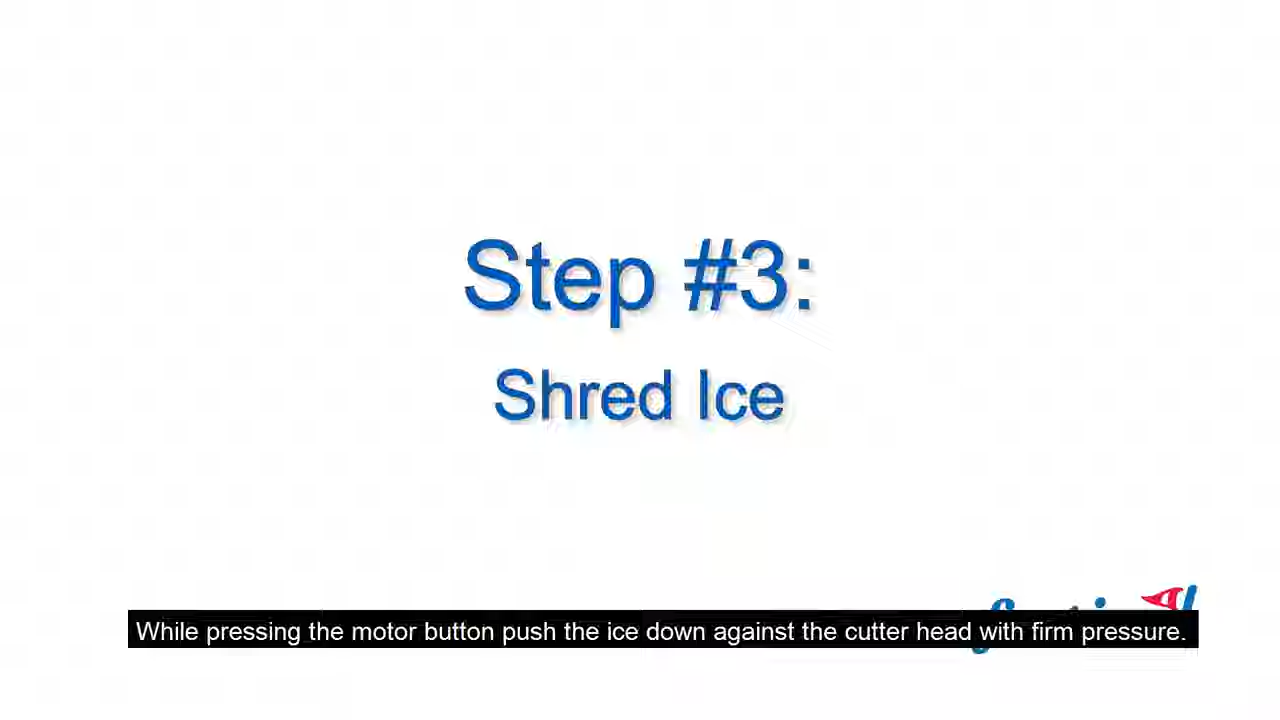 Step #3:
Shred Ice
While pressing the motor button push the ice down against the cutter head with firm pressure.